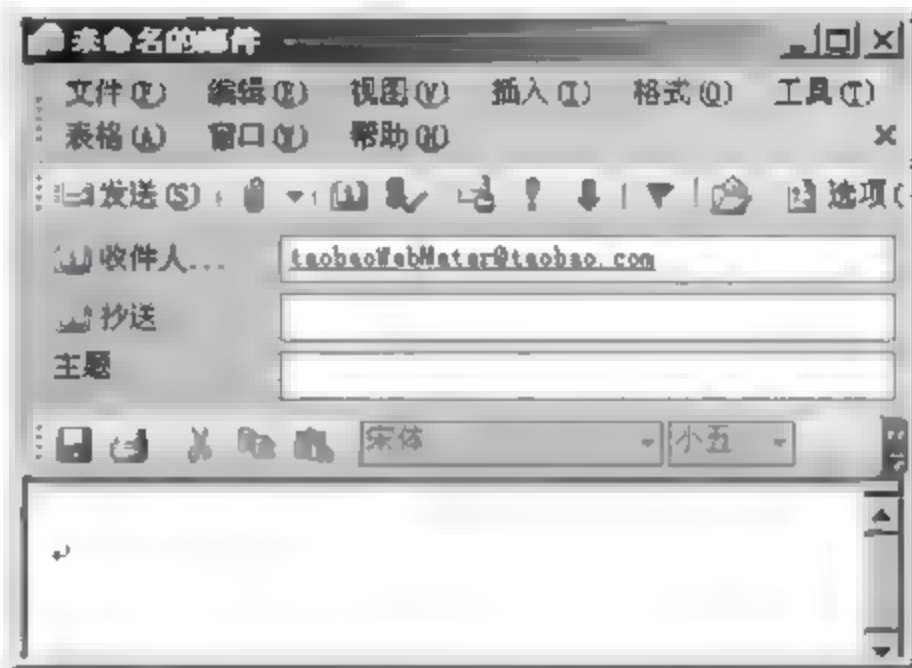 未命名的邮件
文件(F) 编辑(E) 视图(V) 插入(I) 格式(O) 工具(T)
表格(A) 窗口(W) 帮助(H)
发送(S) 选项(
收件人... taobaoWebMater@taobao.com
抄送
主题
宋体 小五